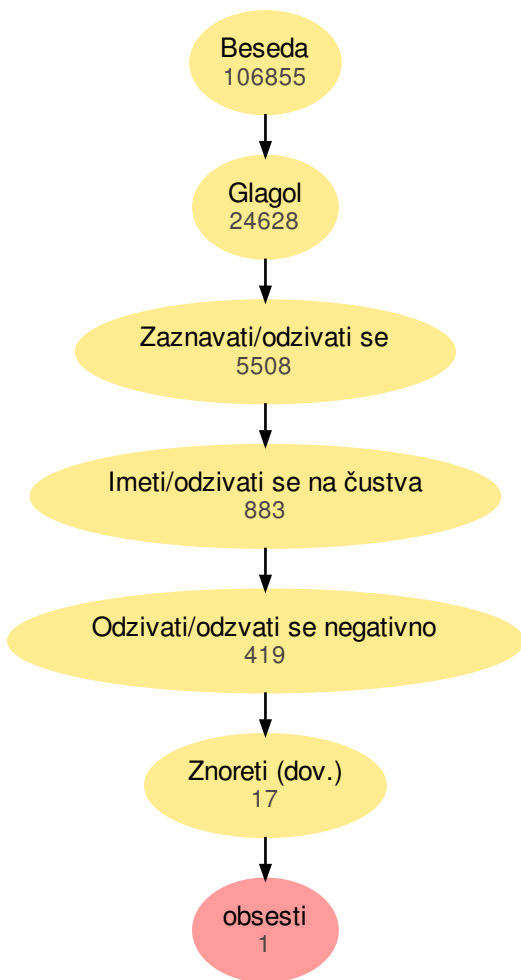 Beseda
106855
Glagol
24628
Zaznavati/odzivati se
5508
Imeti/odzivati se na čustva
883
Odzivati/odzvati se negativno
419
Znoreti (dov.)
17
obsesti
1